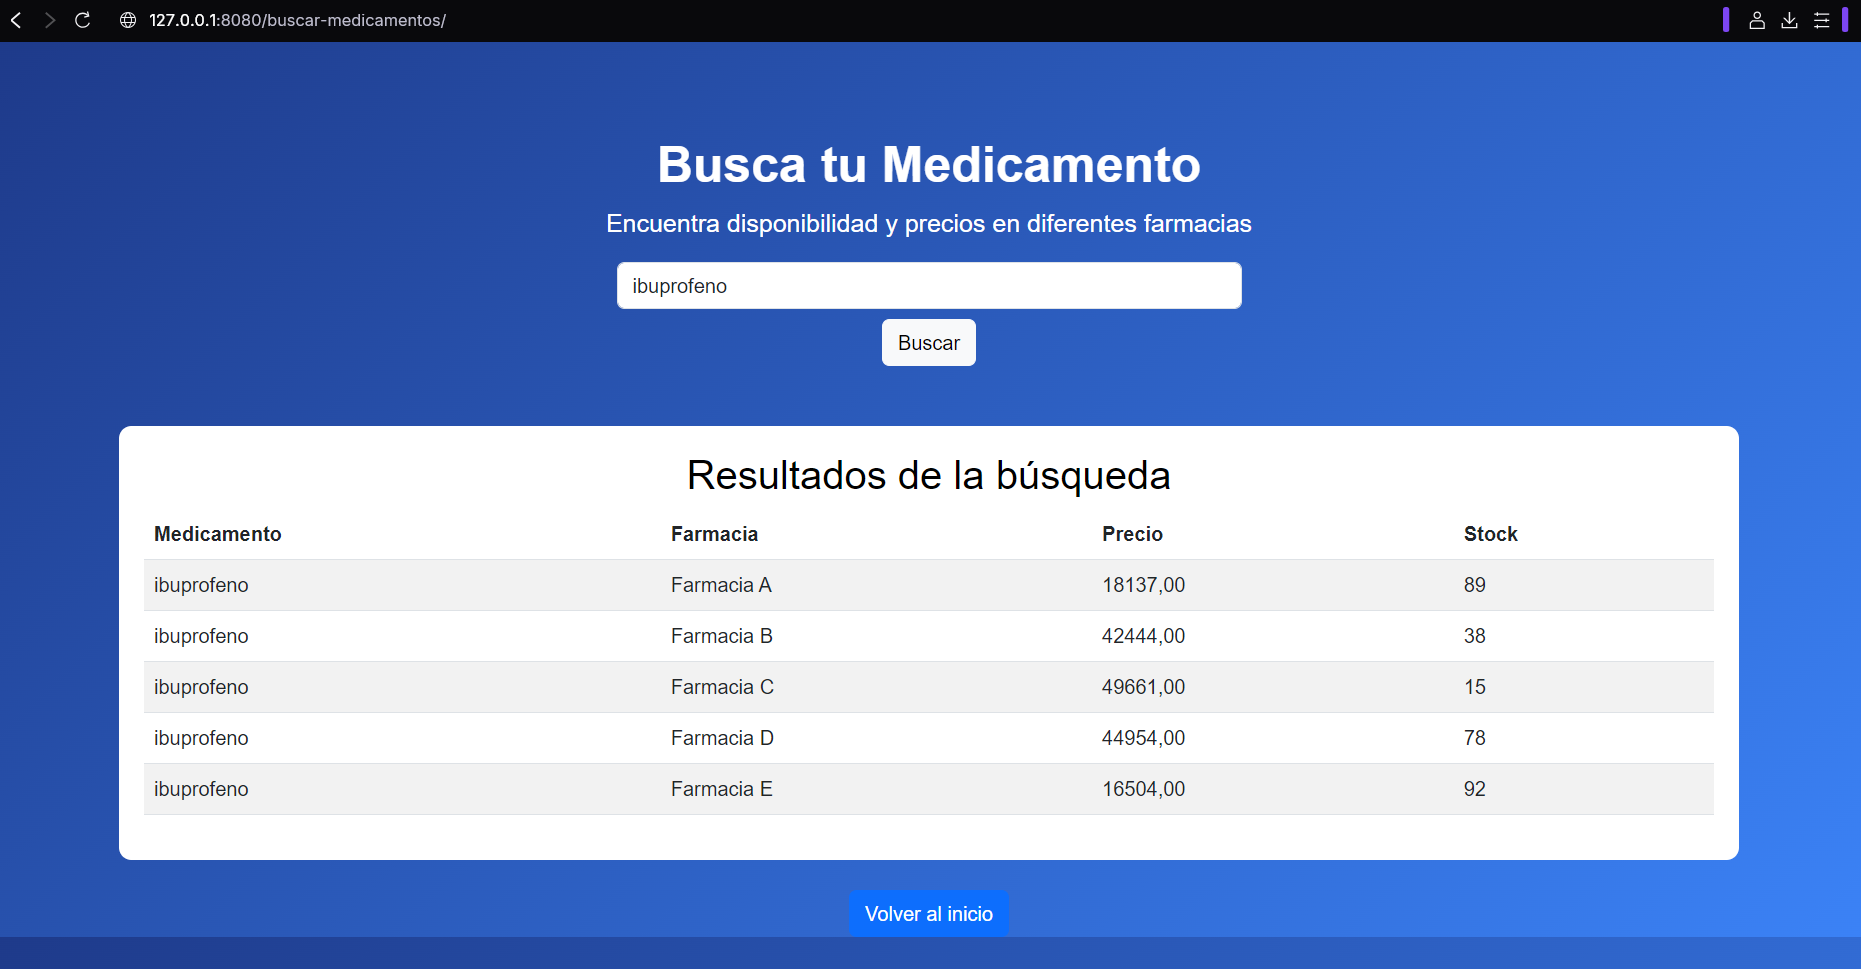 127.0.0.1:8080/buscar-medicamentos/
Busca tu Medicamento
Encuentra disponibilidad y precios en diferentes farmacias
ibuprofeno
Buscar
Resultados de la búsqueda
Medicamento Farmacia Precio Stock
ibuprofeno Farmacia A 18137,00 89
ibuprofeno Farmacia B 42444,00 38
ibuprofeno Farmacia C 49661,00 15
ibuprofeno Farmacia D 44954,00 78
ibuprofeno Farmacia E 16504,00 92
Volver al inicio